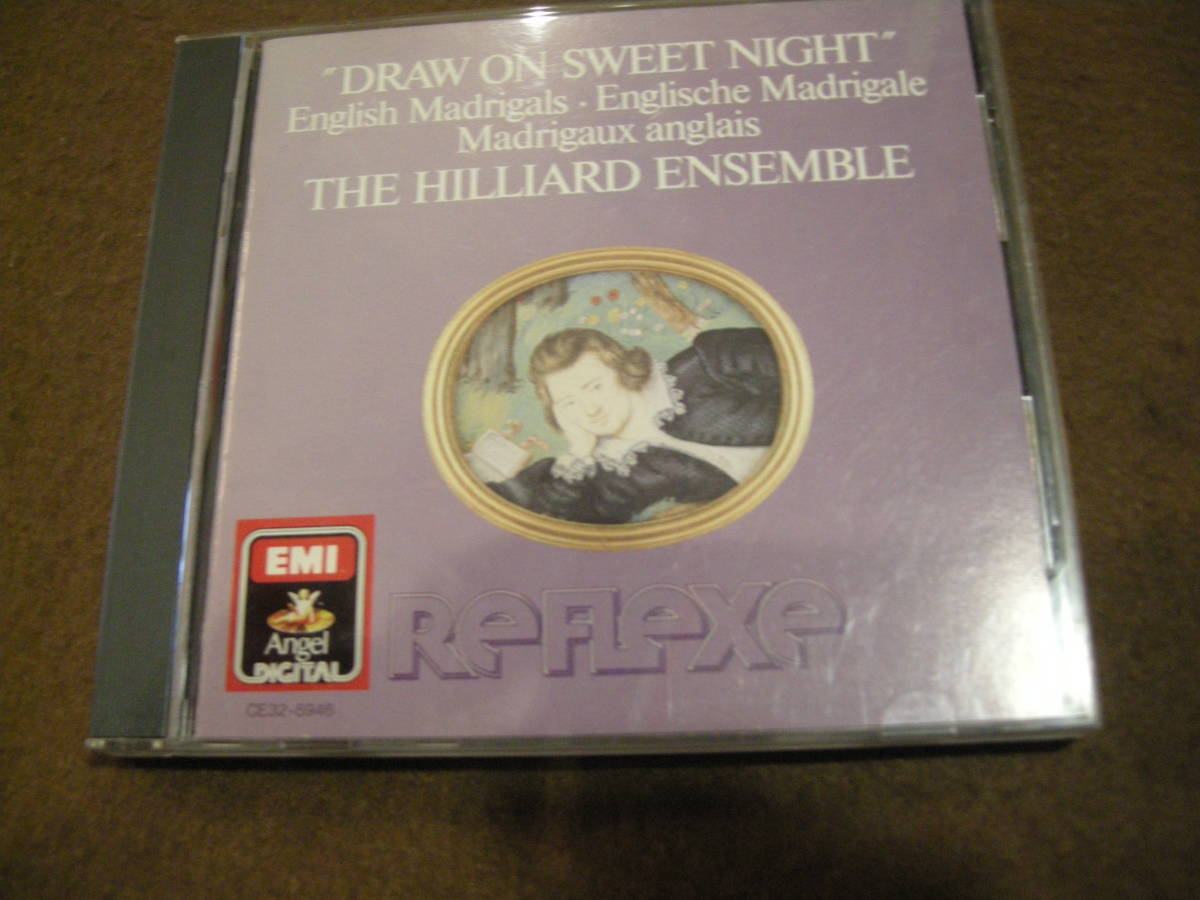 "DRAW ON SWEET NIGHT"
English Madrigals · Englische Madrigale
Madrigaux anglais
THE HILLIARD ENSEMBLE
EMI
Angel
DIGITAL
REFLEXE
CE32-5946